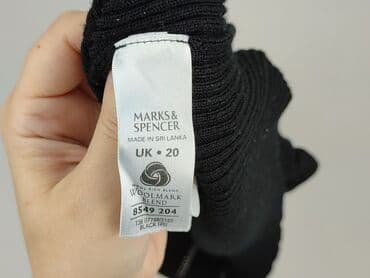 MARKS &
SPENCER
MADE IN SRI LANKA
UK • 20
WOOLMARK
BLEND
8549 204